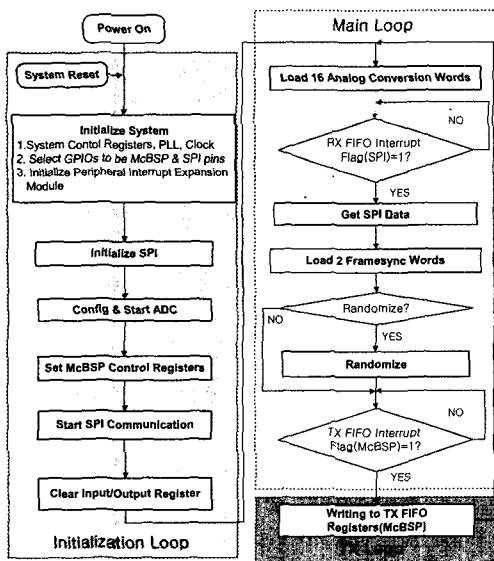 Power On
System Reset
Initialize System
1.System Contol Registers, PLL, Clock
2. Select GPIOs to be McBSP & SPI pins
3. Initialize Peripheral Interrupt Expansion
Module
Initialize SPI
Config & Start ADC
Set McBSP Control Registers
Start SPI Communication
Clear Input/Output Register
Initialization Loop
Main Loop
Load 16 Analog Conversion Words
NO
RX FIFO Interrupt
Flag(SPI)=1?
YES
Get SPI Data
Load 2 Framesync Words
Randomize?
NO
YES
Randomize
NO
TX FIFO Interrupt
Flag(McBSP)=1?
YES
Writing to TX FIFO
Registers(McBSP)
TX Loop